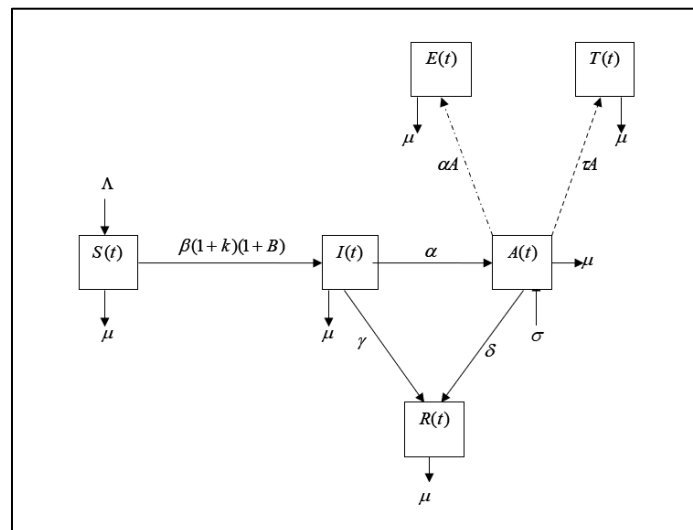 E(t)
T(t)
μ
μ
αA
τA
Λ
S(t)
β(1+k)(1+B)
I(t)
α
A(t)
μ
μ
μ
γ
δ
σ
R(t)
μ